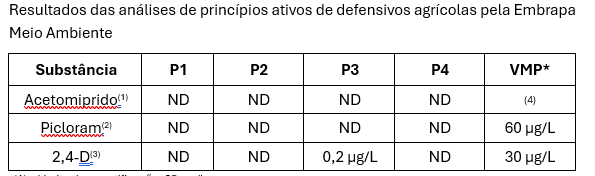 Resultados das análises de princípios ativos de defensivos agrícolas pela Embrapa
Meio Ambiente
Substância P1 P2 P3 P4 VMP*
Acetomiprido(1) ND ND ND ND (4)
Picloram(2) ND ND ND ND 60 µg/L
2,4-D(3) ND ND 0,2 µg/L ND 30 µg/L